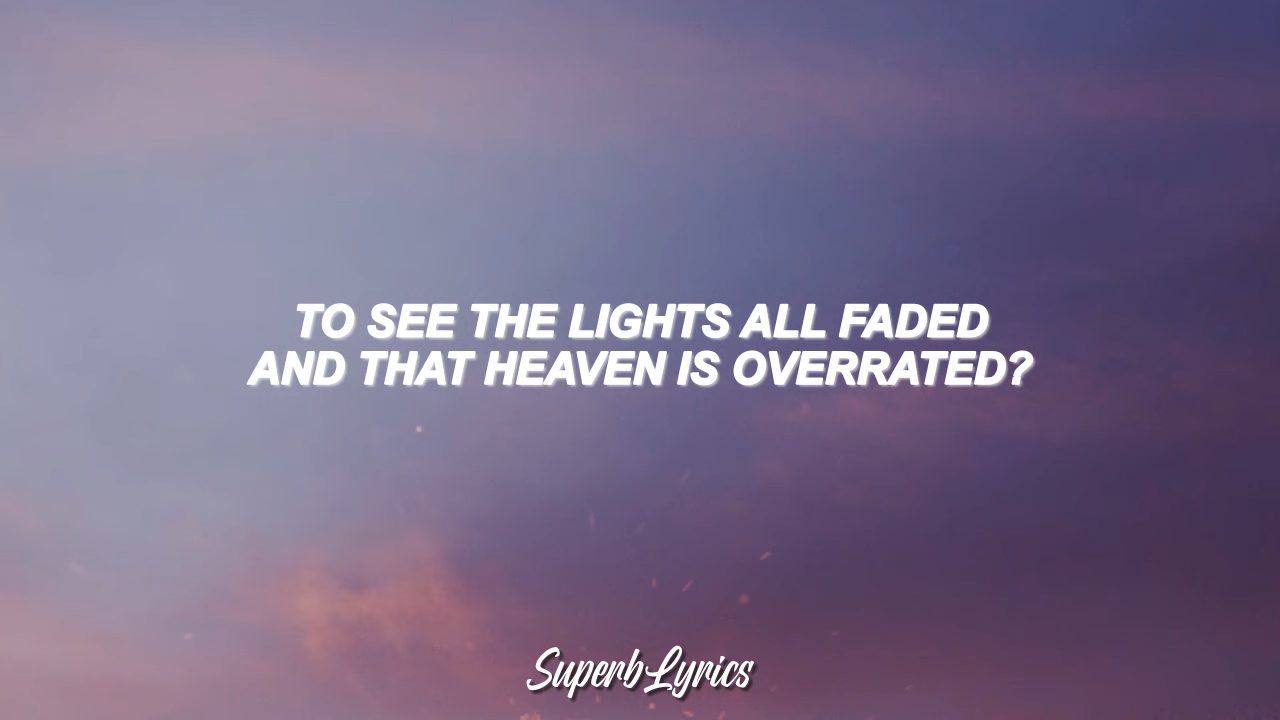 TO SEE THE LIGHTS ALL FADED
AND THAT HEAVEN IS OVERRATED?
SuperbLyrics